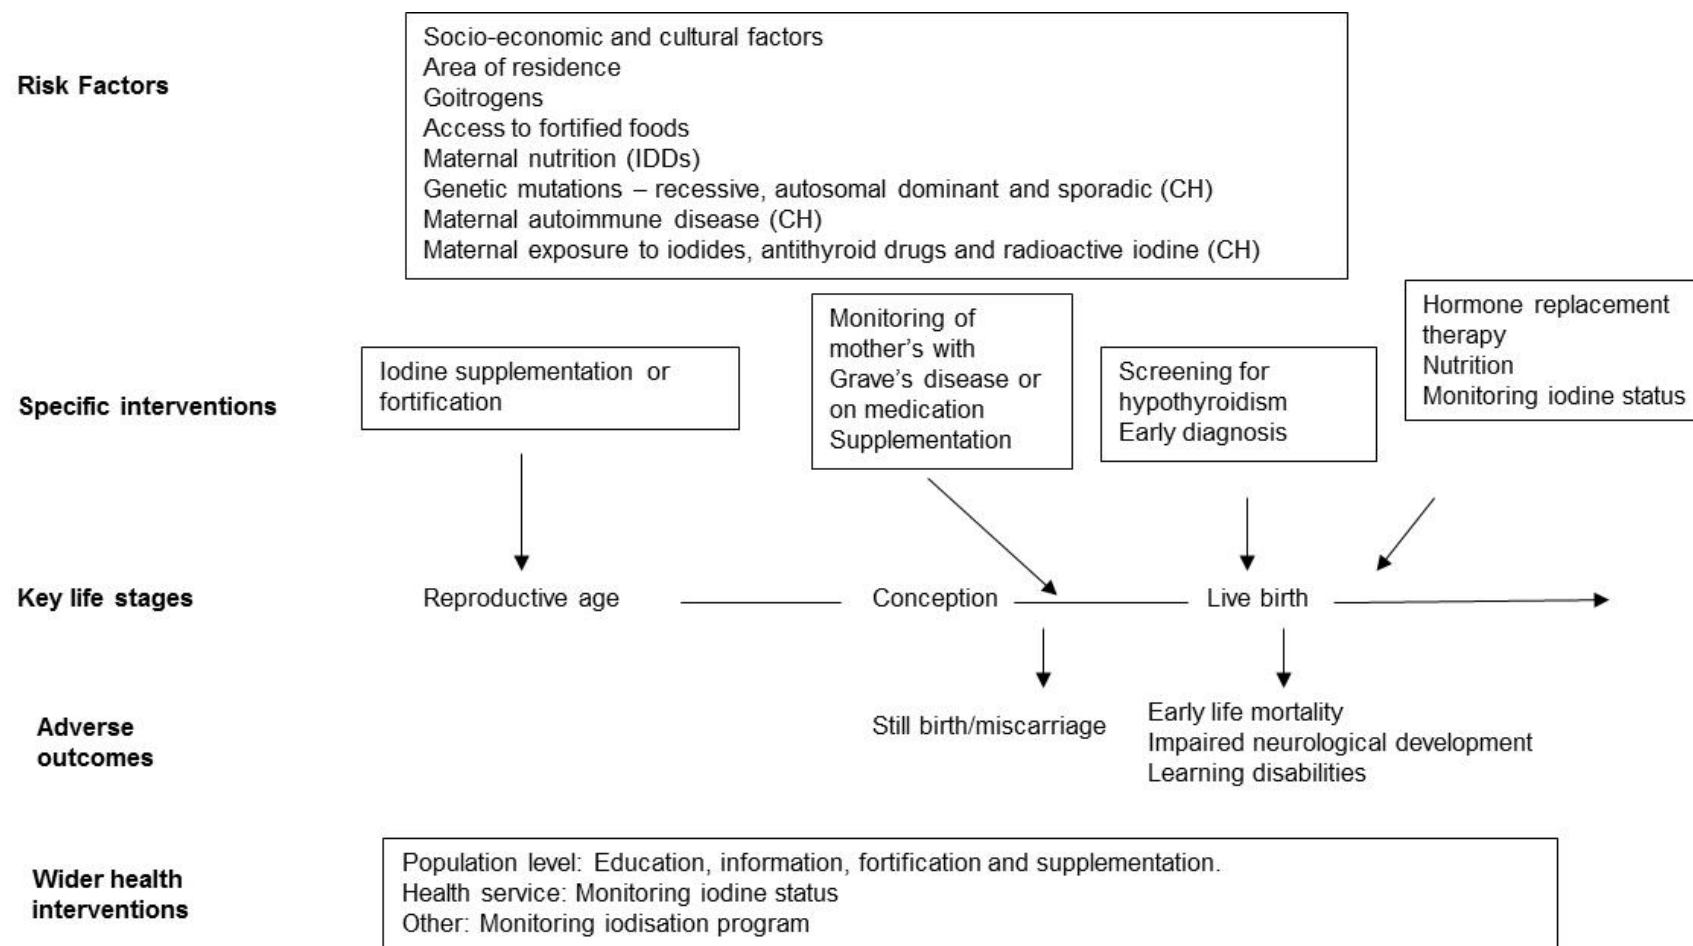 Risk Factors
Socio-economic and cultural factors
Area of residence
Goitrogens
Access to fortified foods
Maternal nutrition (IDDs)
Genetic mutations – recessive, autosomal dominant and sporadic (CH)
Maternal autoimmune disease (CH)
Maternal exposure to iodides, antithyroid drugs and radioactive iodine (CH)
Specific interventions
Iodine supplementation or
fortification
Monitoring of
mother's with
Grave's disease or
on medication
Supplementation
Screening for
hypothyroidism
Early diagnosis
Hormone replacement
therapy
Nutrition
Monitoring iodine status
Key life stages
Reproductive age
Conception
Live birth
Adverse
outcomes
Still birth/miscarriage
Early life mortality
Impaired neurological development
Learning disabilities
Wider health
interventions
Population level: Education, information, fortification and supplementation.
Health service: Monitoring iodine status
Other: Monitoring iodisation program